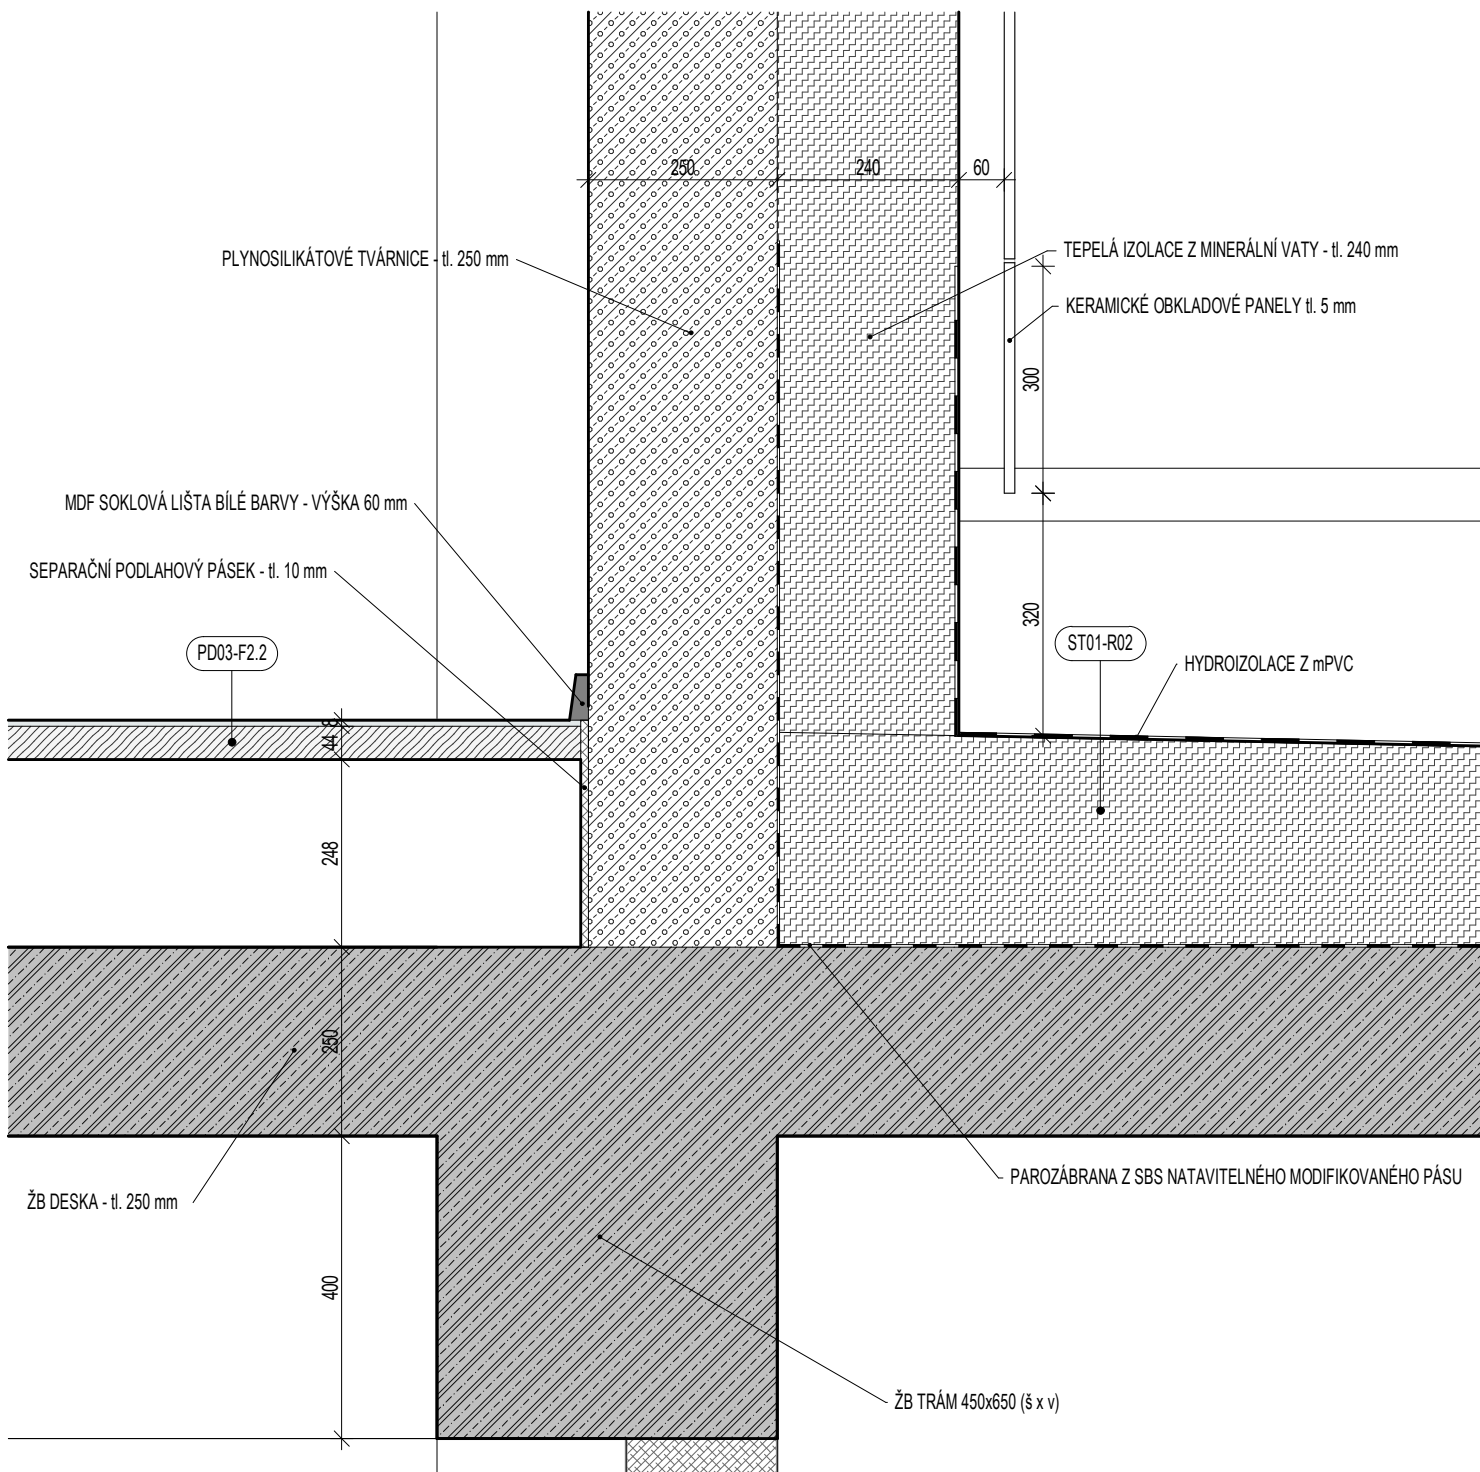 250
240
60
PLYNOSILIKÁTOVÉ TVÁRNICE - tl. 250 mm
TEPELÁ IZOLACE Z MINERÁLNÍ VATY - tl. 240 mm
KERAMICKÉ OBKLADOVÉ PANELY tl. 5 mm
300
MDF SOKLOVÁ LIŠTA BÍLÉ BARVY - VÝŠKA 60 mm
SEPARAČNÍ PODLAHOVÝ PÁSEK - tl. 10 mm
320
PD03-F2.2
ST01-R02
HYDROIZOLACE Z mPVC
8
44
248
250
PAROZÁBRANA Z SBS NATAVITELNÉHO MODIFIKOVANÉHO PÁSU
ŽB DESKA - tl. 250 mm
400
ŽB TRÁM 450x650 (š x v)